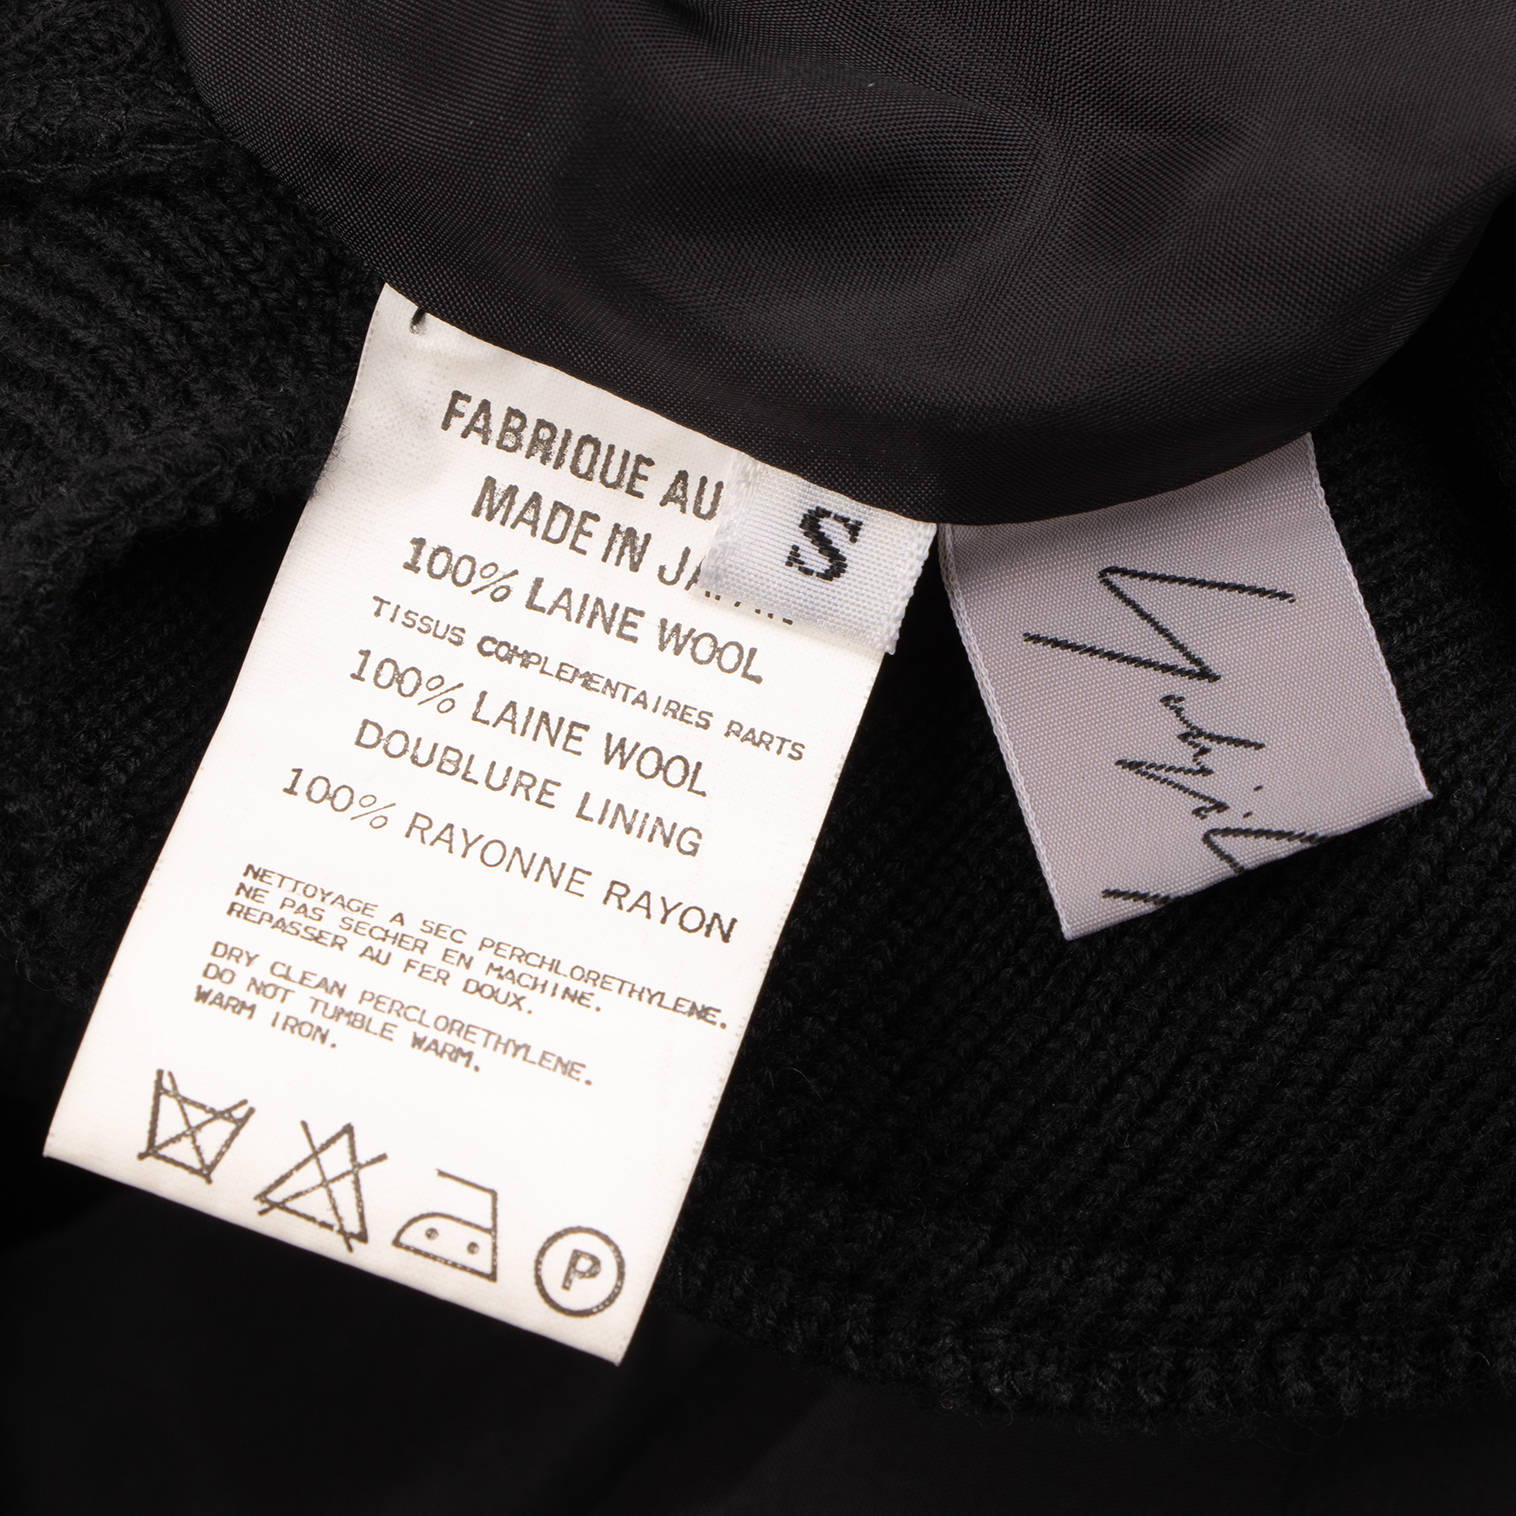 FABRIQUE AU
MADE IN JAPAN
S
100% LAINE WOOL
TISSUS COMPLEMENTAIRES PARTS
100% LAINE WOOL
DOUBLURE LINING
100% RAYONNE RAYON
NETTOYAGE A SEC PERCHLORETHYLENE.
NE PAS SECHER EN MACHINE.
REPASSER AU FER DOUX.
DRY CLEAN PERCLORETHYLENE.
DO NOT TUMBLE WARM.
WARM IRON.
P